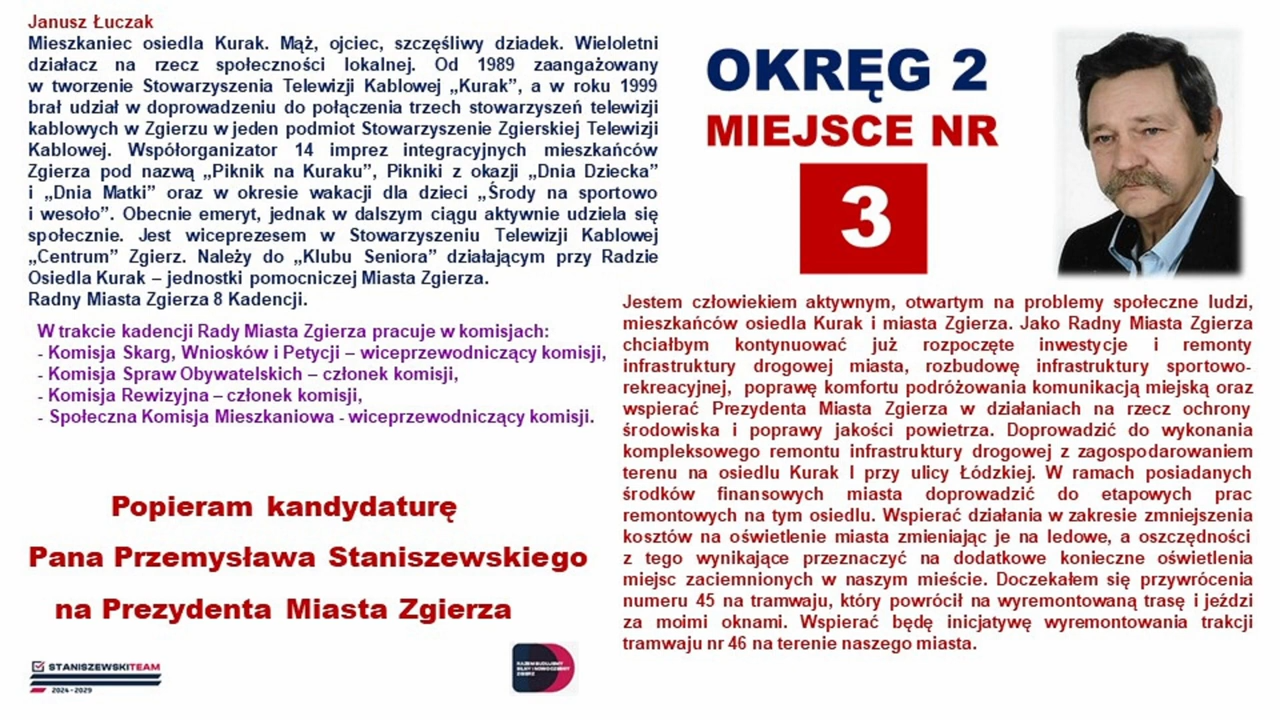 Janusz Łuczak
Mieszkaniec osiedla Kurak. Mąż, ojciec, szczęśliwy dziadek. Wieloletni
działacz na rzecz społeczności lokalnej. Od 1989 zaangażowany
w tworzenie Stowarzyszenia Telewizji Kablowej „Kurak”, a w roku 1999
brał udział w doprowadzeniu do połączenia trzech stowarzyszeń telewizji
kablowych w Zgierzu w jeden podmiot Stowarzyszenie Zgierskiej Telewizji
Kablowej. Współorganizator 14 imprez integracyjnych mieszkańców
Zgierza pod nazwą „Piknik na Kuraku”, Pikniki z okazji „Dnia Dziecka”
i „Dnia Matki” oraz w okresie wakacji dla dzieci „Środy na sportowo
i wesoło”. Obecnie emeryt, jednak w dalszym ciągu aktywnie udziela się
społecznie. Jest wiceprezesem w Stowarzyszeniu Telewizji Kablowej
„Centrum” Zgierz. Należy do „Klubu Seniora” działającym przy Radzie
Osiedla Kurak – jednostki pomocniczej Miasta Zgierza.
Radny Miasta Zgierza 8 Kadencji.
W trakcie kadencji Rady Miasta Zgierza pracuje w komisjach:
- Komisja Skarg, Wniosków i Petycji – wiceprzewodniczący komisji,
- Komisja Spraw Obywatelskich – członek komisji,
- Komisja Rewizyjna – członek komisji,
- Społeczna Komisja Mieszkaniowa - wiceprzewodniczący komisji.
Popieram kandydaturę
Pana Przemysława Staniszewskiego
na Prezydenta Miasta Zgierza
STANISZEWSKITEAM
2024 - 2029
RAZEM BUDUJEMY
SILNY I NOWOCZESNY
ZGIERZ
OKRĘG 2
MIEJSCE NR
3
Jestem człowiekiem aktywnym, otwartym na problemy społeczne ludzi,
mieszkańców osiedla Kurak i miasta Zgierza. Jako Radny Miasta Zgierza
chciałbym kontynuować już rozpoczęte inwestycje i remonty
infrastruktury drogowej miasta, rozbudowę infrastruktury sportowo-
rekreacyjnej, poprawę komfortu podróżowania komunikacją miejską oraz
wspierać Prezydenta Miasta Zgierza w działaniach na rzecz ochrony
środowiska i poprawy jakości powietrza. Doprowadzić do wykonania
kompleksowego remontu infrastruktury drogowej z zagospodarowaniem
terenu na osiedlu Kurak I przy ulicy Łódzkiej. W ramach posiadanych
środków finansowych miasta doprowadzić do etapowych prac
remontowych na tym osiedlu. Wspierać działania w zakresie zmniejszenia
kosztów na oświetlenie miasta zmieniając je na ledowe, a oszczędności
z tego wynikające przeznaczyć na dodatkowe konieczne oświetlenia
miejsc zaciemnionych w naszym mieście. Doczekałem się przywrócenia
numeru 45 na tramwaju, który powrócił na wyremontowaną trasę i jeździ
za moimi oknami. Wspierać będę inicjatywę wyremontowania trakcji
tramwaju nr 46 na terenie naszego miasta.